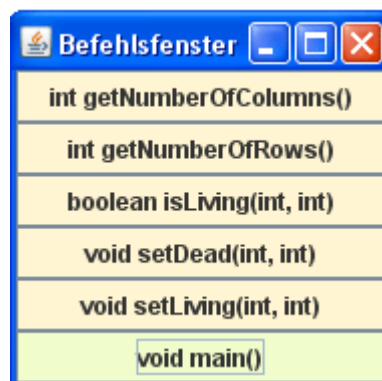 Befehlsfenster
int getNumberOfColumns()
int getNumberOfRows()
boolean isLiving(int, int)
void setDead(int, int)
void setLiving(int, int)
void main()